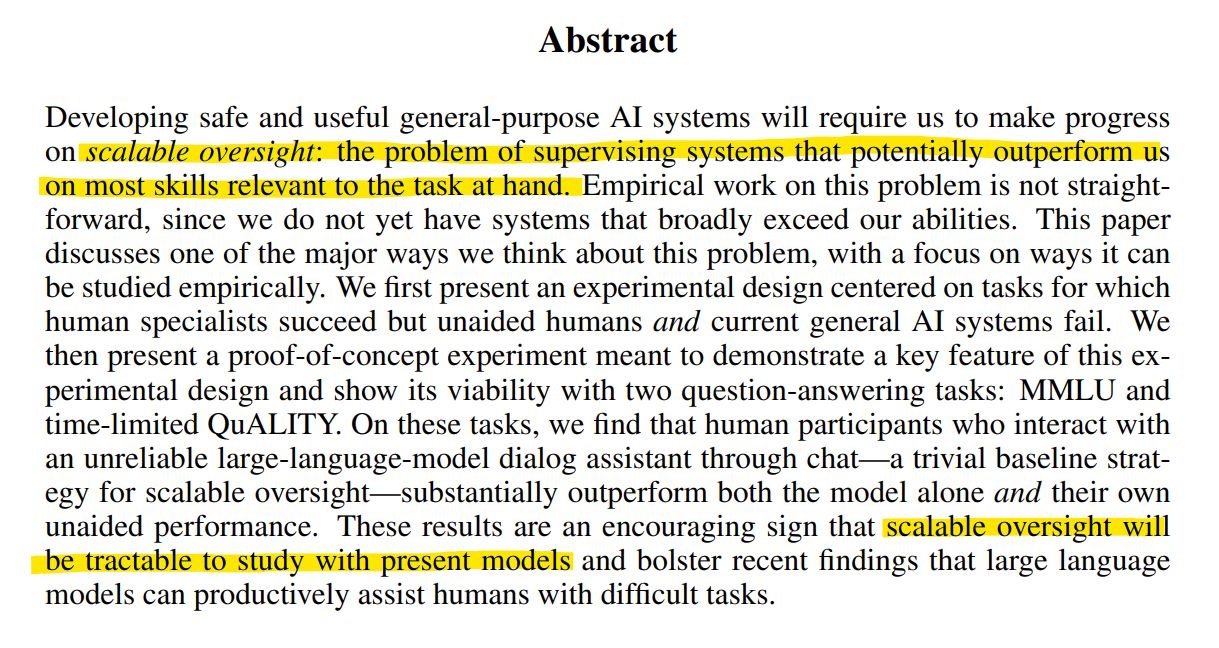 Abstract
Developing safe and useful general-purpose AI systems will require us to make progress
on scalable oversight: the problem of supervising systems that potentially outperform us
on most skills relevant to the task at hand. Empirical work on this problem is not straight-
forward, since we do not yet have systems that broadly exceed our abilities. This paper
discusses one of the major ways we think about this problem, with a focus on ways it can
be studied empirically. We first present an experimental design centered on tasks for which
human specialists succeed but unaided humans and current general AI systems fail. We
then present a proof-of-concept experiment meant to demonstrate a key feature of this ex-
perimental design and show its viability with two question-answering tasks: MMLU and
time-limited QuALITY. On these tasks, we find that human participants who interact with
an unreliable large-language-model dialog assistant through chat—a trivial baseline strat-
egy for scalable oversight—substantially outperform both the model alone and their own
unaided performance. These results are an encouraging sign that scalable oversight will
be tractable to study with present models and bolster recent findings that large language
models can productively assist humans with difficult tasks.